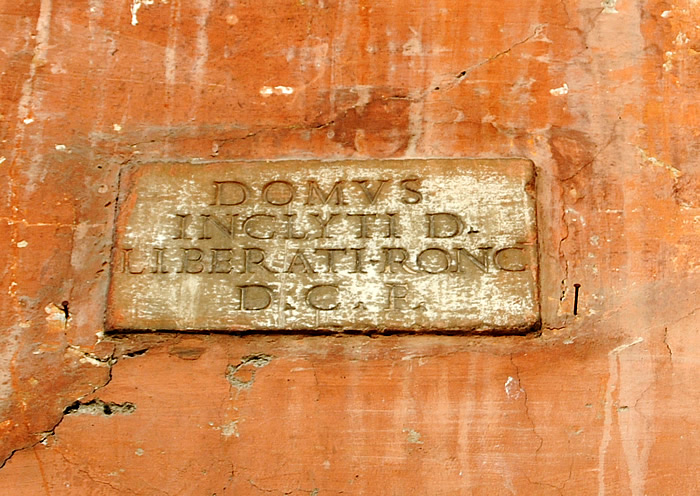 DOMVS
INCLYTI D.
LIBERATI·RONC
D. C. P.